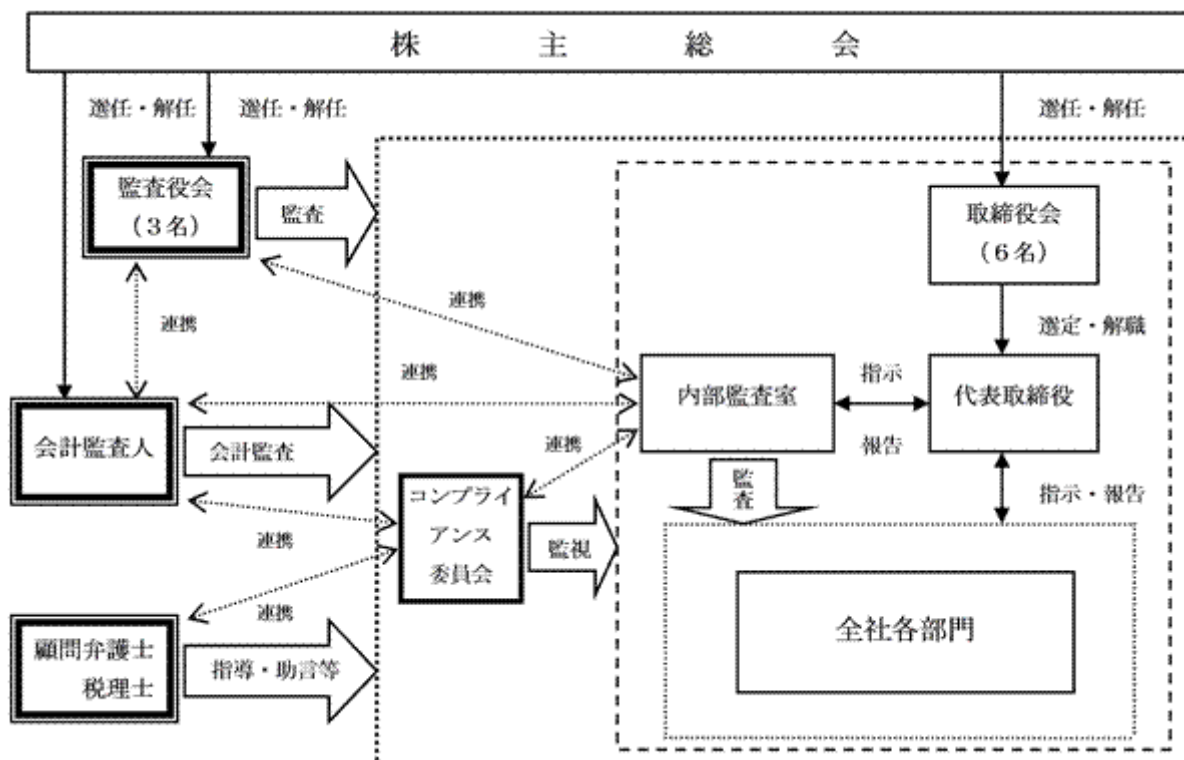 株主総会
選任・解任
選任・解任
選任・解任
監査役会
(3名)
監査
取締役会
(6名)
連携
連携
選定・解職
連携
内部監査室
指示
報告
代表取締役
会計監査人
会計監査
連携
監査
指示・報告
コンプライ
アンス
委員会
監視
連携
連携
全社各部門
顧問弁護士
税理士
指導・助言等